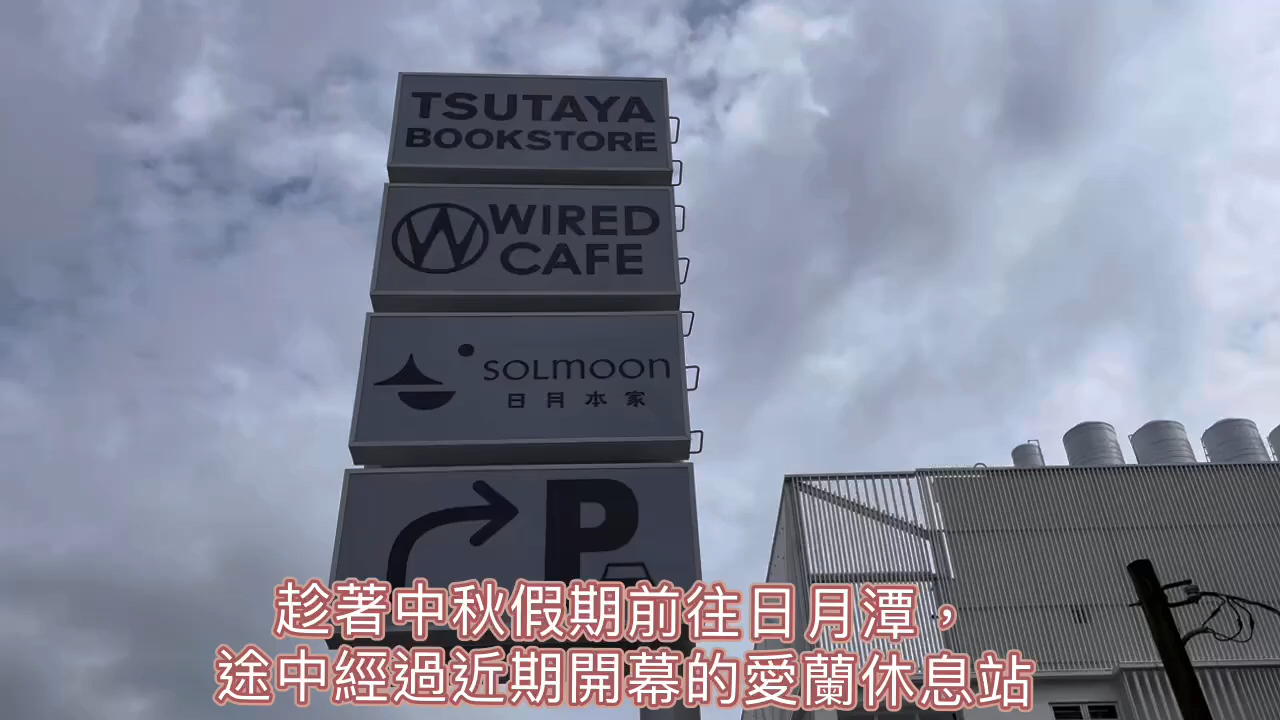 TSUTAYA
BOOKSTORE
WIRED
CAFE
SOLMOON
日月本家
P
趁著中秋假期前往日月潭，
途中經過近期開幕的愛蘭休息站